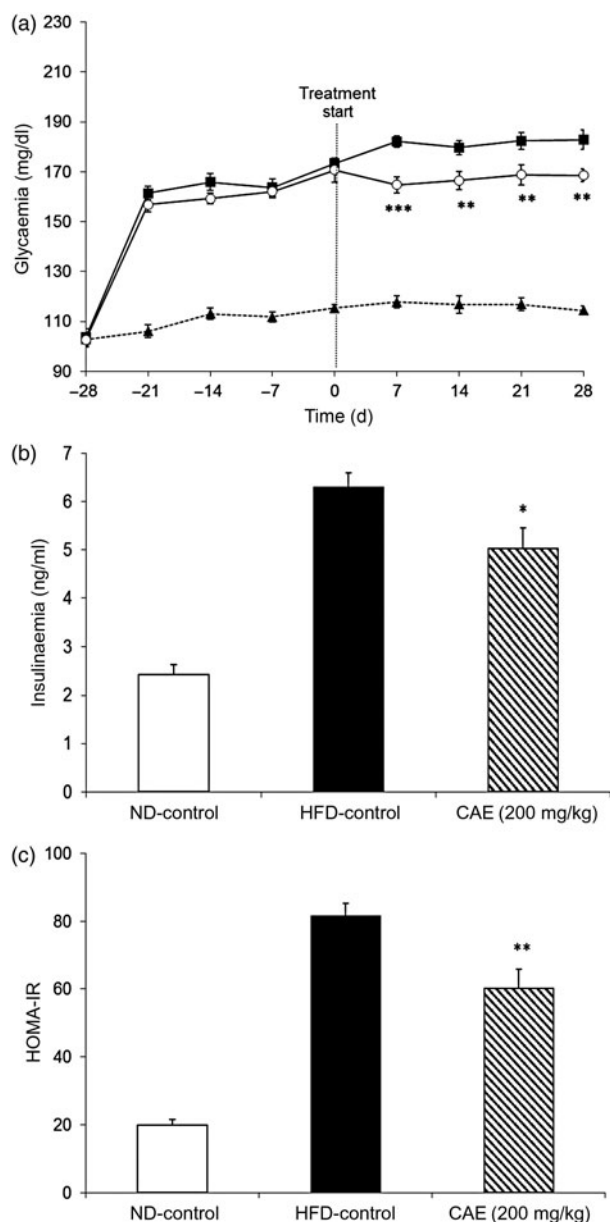 (a)
230
210
190
170
150
130
110
90
Glycaemia (mg/dl)
Treatment
start
***
**
**
**
–28
–21
–14
–7
0
7
14
21
28
Time (d)
(b)
7
6
5
4
3
2
1
0
Insulinaemia (ng/ml)
*
ND-control
HFD-control
CAE (200 mg/kg)
(c)
100
80
60
40
20
0
HOMA-IR
**
ND-control
HFD-control
CAE (200 mg/kg)